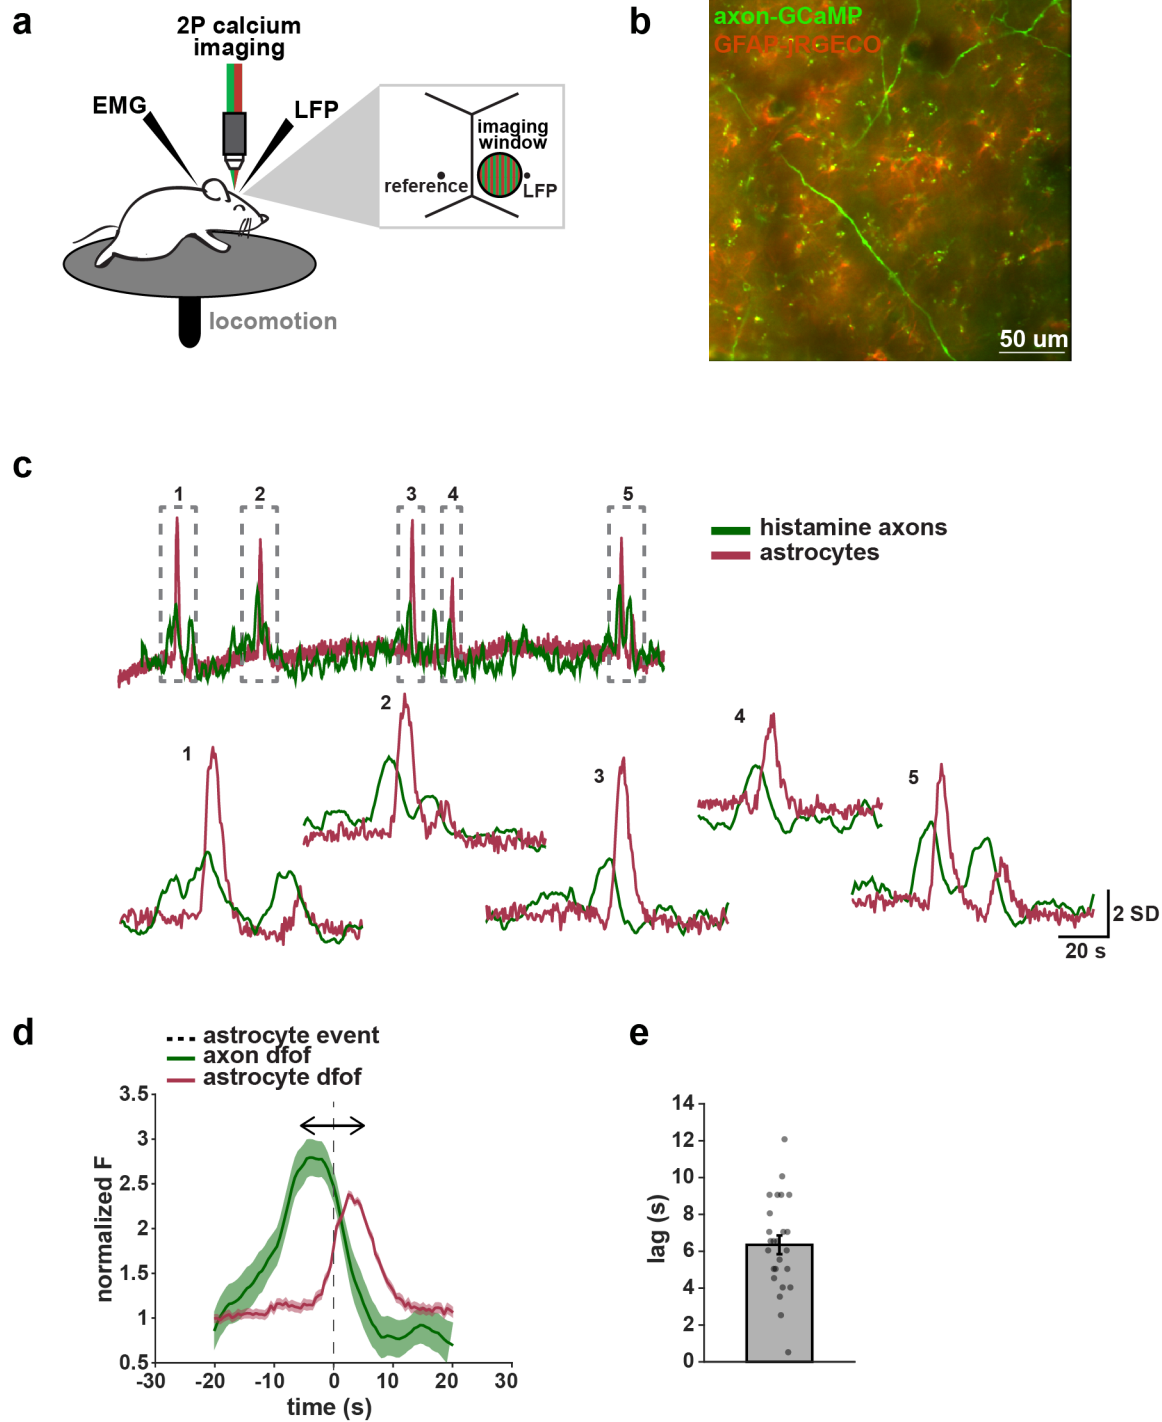 a
2P calcium
imaging
EMG
LFP
imaging
window
reference
LFP
locomotion
b
axon-GCaMP
GFAP-jRGECO
50 um
c
1
2
3
4
5
histamine axons
astrocytes
1
2
3
4
5
2 SD
20 s
d
astrocyte event
axon dfof
astrocyte dfof
normalized F
3.5
3
2.5
2
1.5
1
0.5
-30
-20
-10
0
10
20
30
time (s)
e
lag (s)
14
12
10
8
6
4
2
0